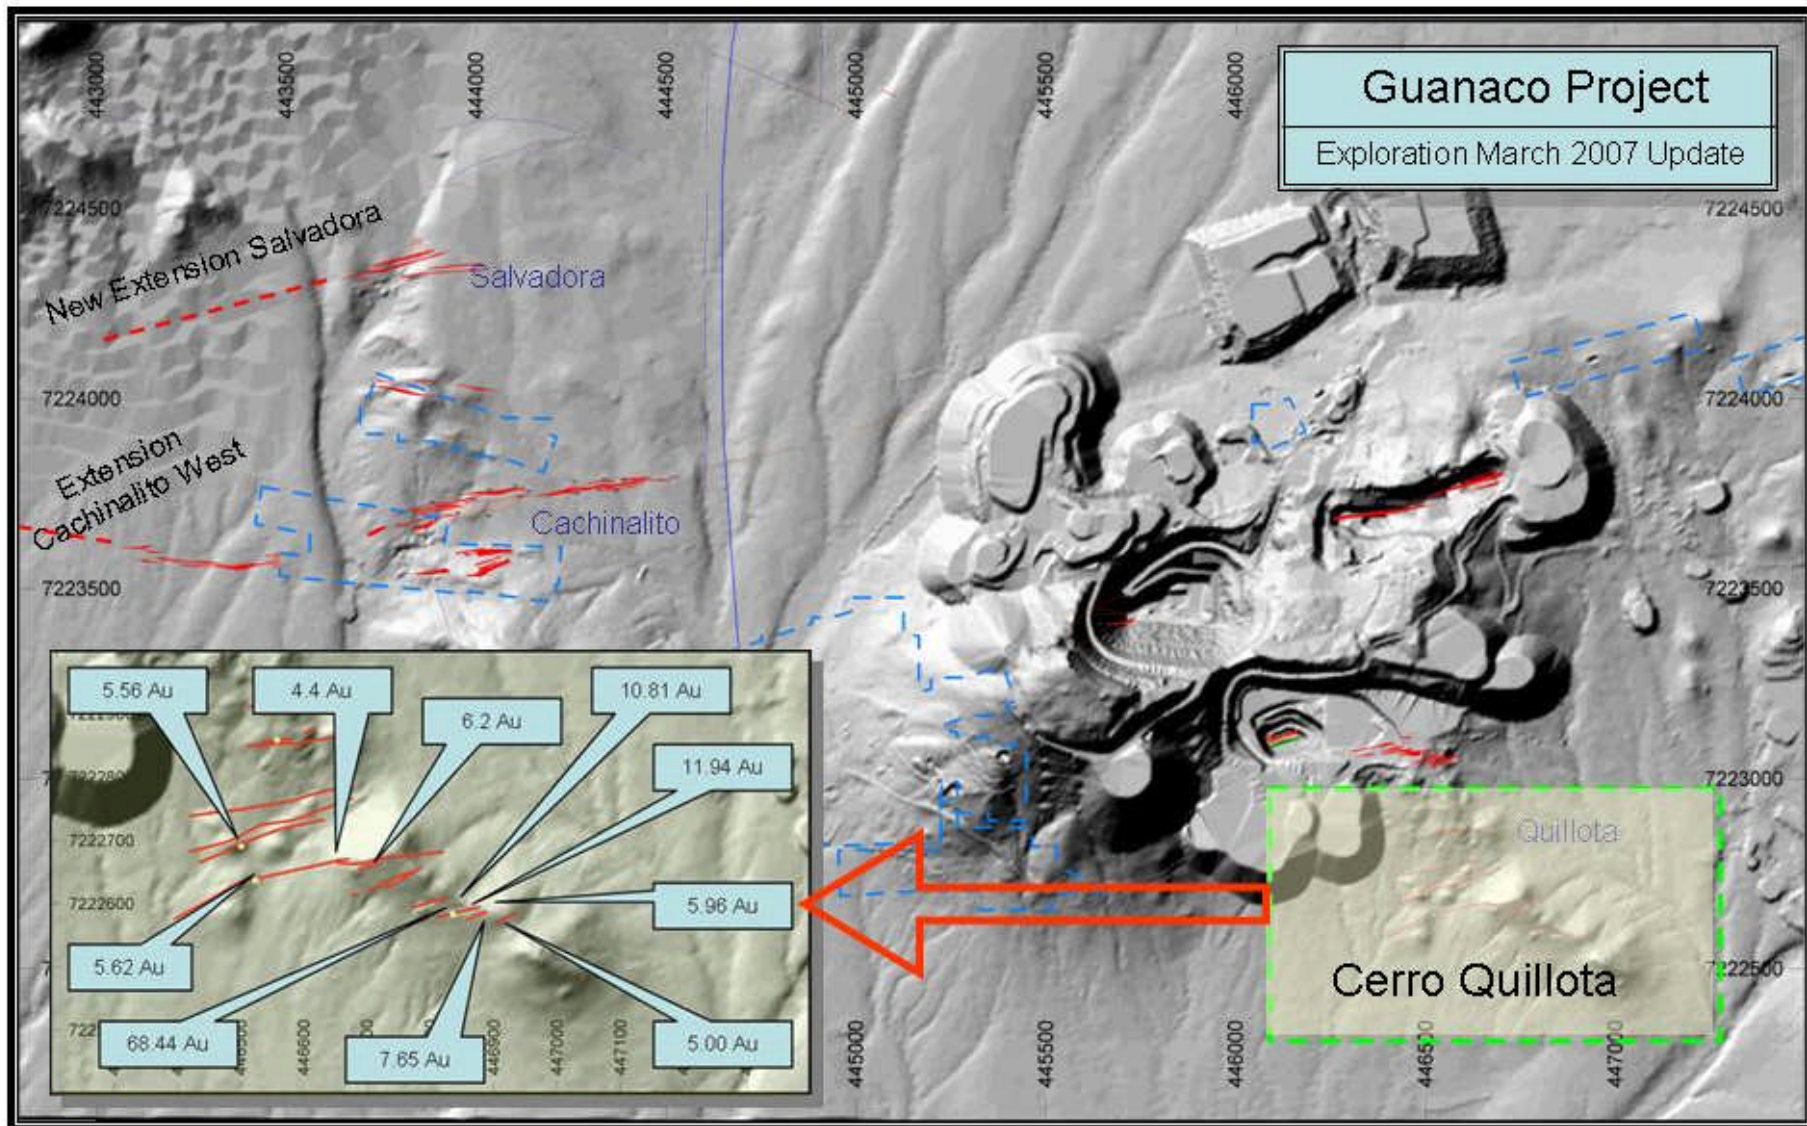 Guanaco Project
Exploration March 2007 Update
443000
443500
444000
444500
445000
445500
446000
7224500
7224500
New Extension Salvadora
Salvadora
7224000
7224000
Extension
Cachinalito West
Cachinalito
7223500
7223500
5.56 Au
4.4 Au
10.81 Au
6.2 Au
11.94 Au
7223000
7222700
Quillota
7222600
5.96 Au
5.62 Au
7222500
Cerro Quillota
68.44 Au
7.65 Au
5.00 Au
446600
446900
447000
447100
445000
445500
446000
446500
447000